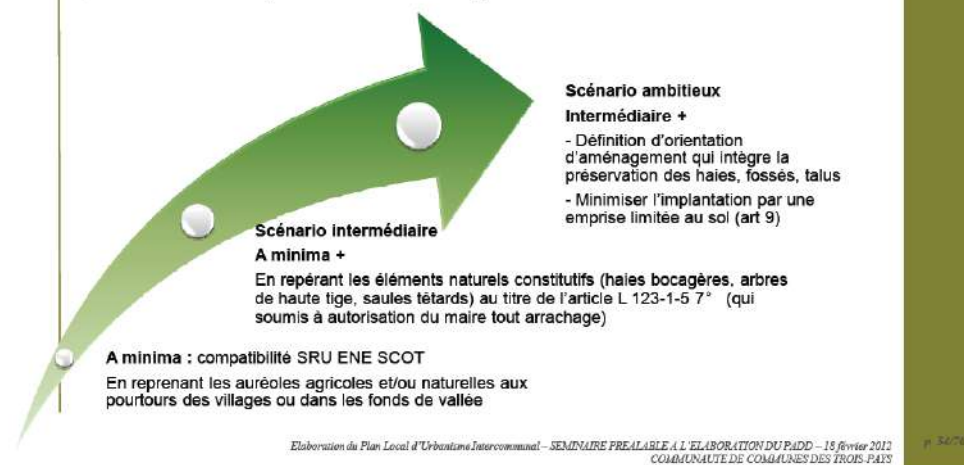 Scénario ambitieux
Intermédiaire +
- Définition d'orientation
d'aménagement qui intègre la
préservation des haies, fossés, talus
- Minimiser l'implantation par une
emprise limitée au sol (art 9)
Scénario intermédiaire
A minima +
En repérant les éléments naturels constitutifs (haies bocagères, arbres
de haute tige, saules têtards) au titre de l'article L 123-1-5 7° (qui
soumis à autorisation du maire tout arrachage)
A minima : compatibilité SRU ENE SCOT
En reprenant les auréoles agricoles et/ou naturelles aux
pourtours des villages ou dans les fonds de vallée
Elaboration du Plan Local d'Urbanisme Intercommunal – SEMINAIRE PREALABLE A L'ELABORATION DU PADD – 18 février 2012
COMMUNAUTE DE COMMUNES DES TROIS-PAYS